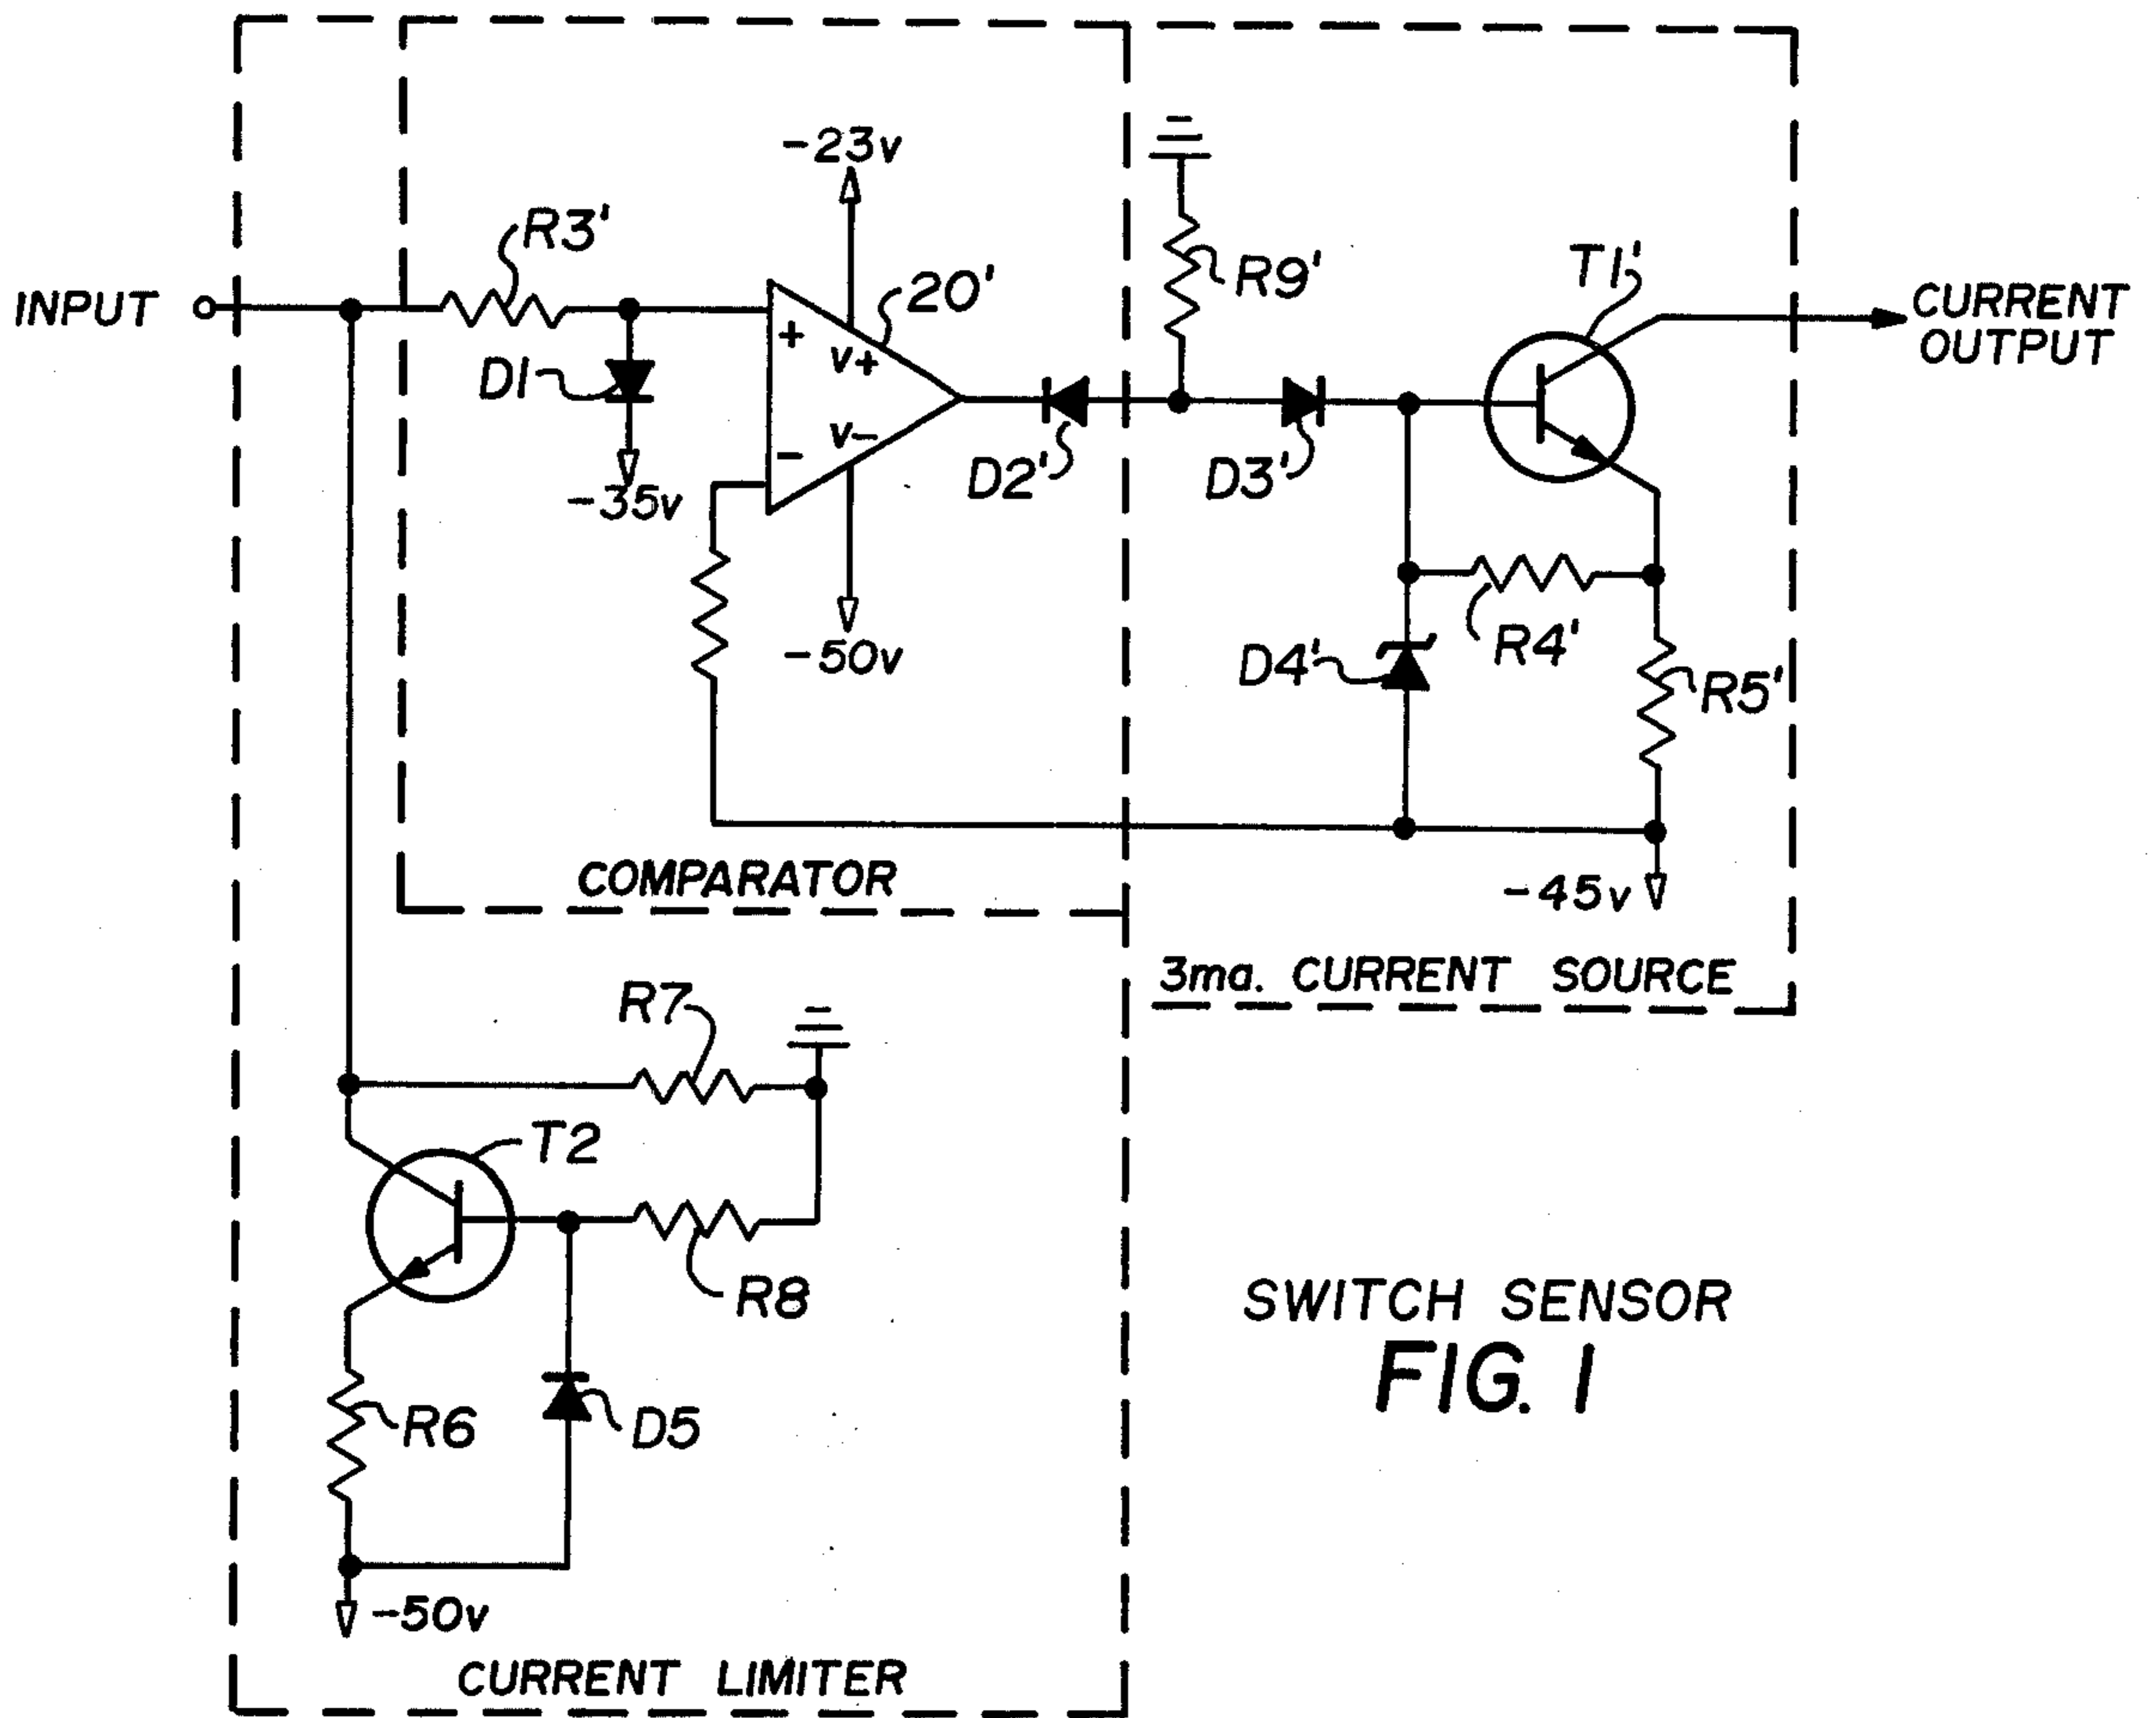 -23v
R3'
20'
R9'
T1'
INPUT
CURRENT
OUTPUT
+
v+
D1
-35v
v-
-
D2'
D3'
-50v
R4'
D4'
R5'
COMPARATOR
-45v
3ma. CURRENT SOURCE
R7
T2
R8
SWITCH SENSOR
FIG. 1
R6
D5
-50v
CURRENT LIMITER